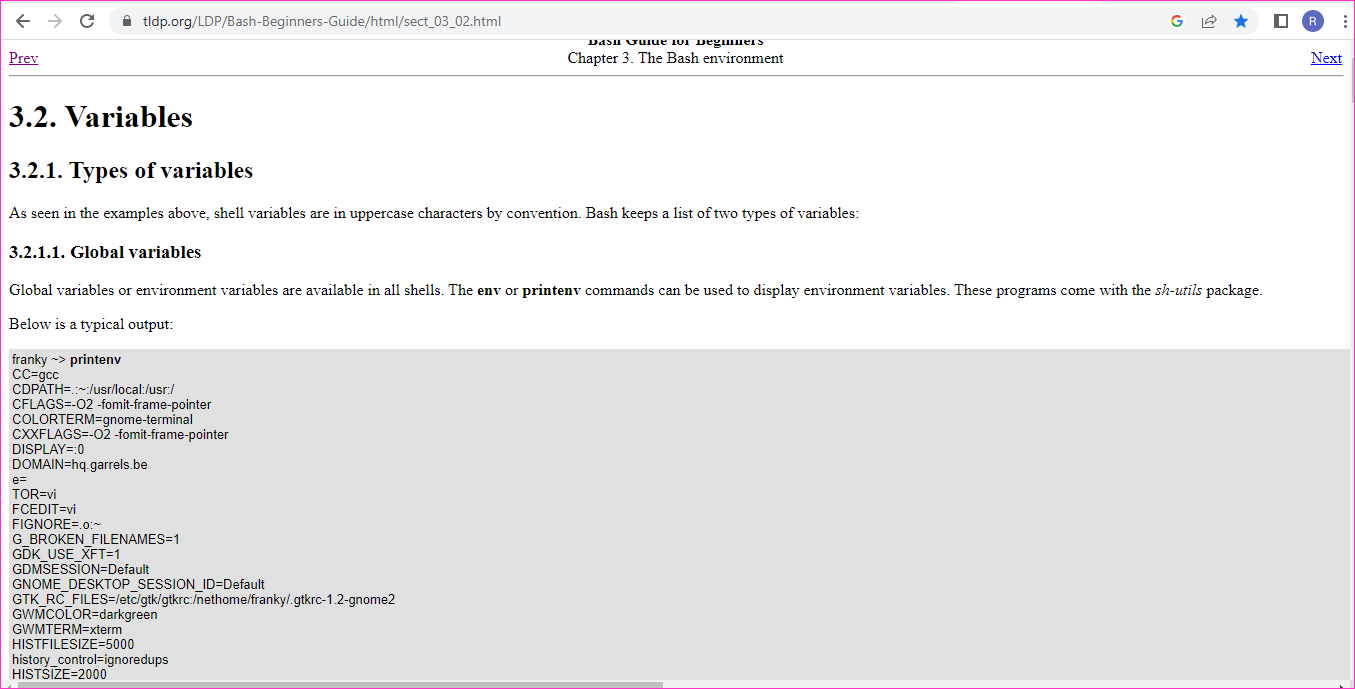 tldp.org/LDP/Bash-Beginners-Guide/html/sect_03_02.html
R
Bash Guide for Beginners
Prev
Chapter 3. The Bash environment
Next
3.2. Variables
3.2.1. Types of variables
As seen in the examples above, shell variables are in uppercase characters by convention. Bash keeps a list of two types of variables:
3.2.1.1. Global variables
Global variables or environment variables are available in all shells. The env or printenv commands can be used to display environment variables. These programs come with the sh-utils package.
Below is a typical output:
franky ~> printenv
CC=gcc
CDPATH=.:~:/usr/local:/usr:/
CFLAGS=-O2 -fomit-frame-pointer
COLORTERM=gnome-terminal
CXXFLAGS=-O2 -fomit-frame-pointer
DISPLAY=:0
DOMAIN=hq.garrels.be
e=
TOR=vi
FCEDIT=vi
FIGNORE=.o:~
G_BROKEN_FILENAMES=1
GDK_USE_XFT=1
GDMSESSION=Default
GNOME_DESKTOP_SESSION_ID=Default
GTK_RC_FILES=/etc/gtk/gtkrc:/nethome/franky/.gtkrc-1.2-gnome2
GWMCOLOR=darkgreen
GWMTERM=xterm
HISTFILESIZE=5000
history_control=ignoredups
HISTSIZE=2000